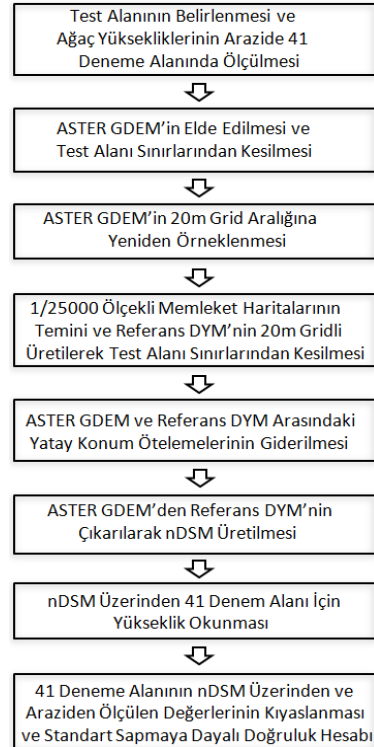 Test Alanının Belirlenmesi ve
Ağaç Yüksekliklerinin Arazide 41
Deneme Alanında Ölçülmesi
ASTER GDEM'in Elde Edilmesi ve
Test Alanı Sınırlarından Kesilmesi
ASTER GDEM'in 20m Grid Aralığına
Yeniden Örneklenmesi
1/25000 Ölçekli Memleket Haritalarının
Temini ve Referans DYM'nin 20m Gridli
Üretilerek Test Alanı Sınırlarından Kesilmesi
ASTER GDEM ve Referans DYM Arasındaki
Yatay Konum Ötelemelerinin Giderilmesi
ASTER GDEM'den Referans DYM'nin
Çıkarılarak nDSM Üretilmesi
nDSM Üzerinden 41 Denem Alanı İçin
Yükseklik Okunması
41 Deneme Alanının nDSM Üzerinden ve
Araziden Ölçülen Değerlerinin Kıyaslanması
ve Standart Sapmaya Dayalı Doğruluk Hesabı